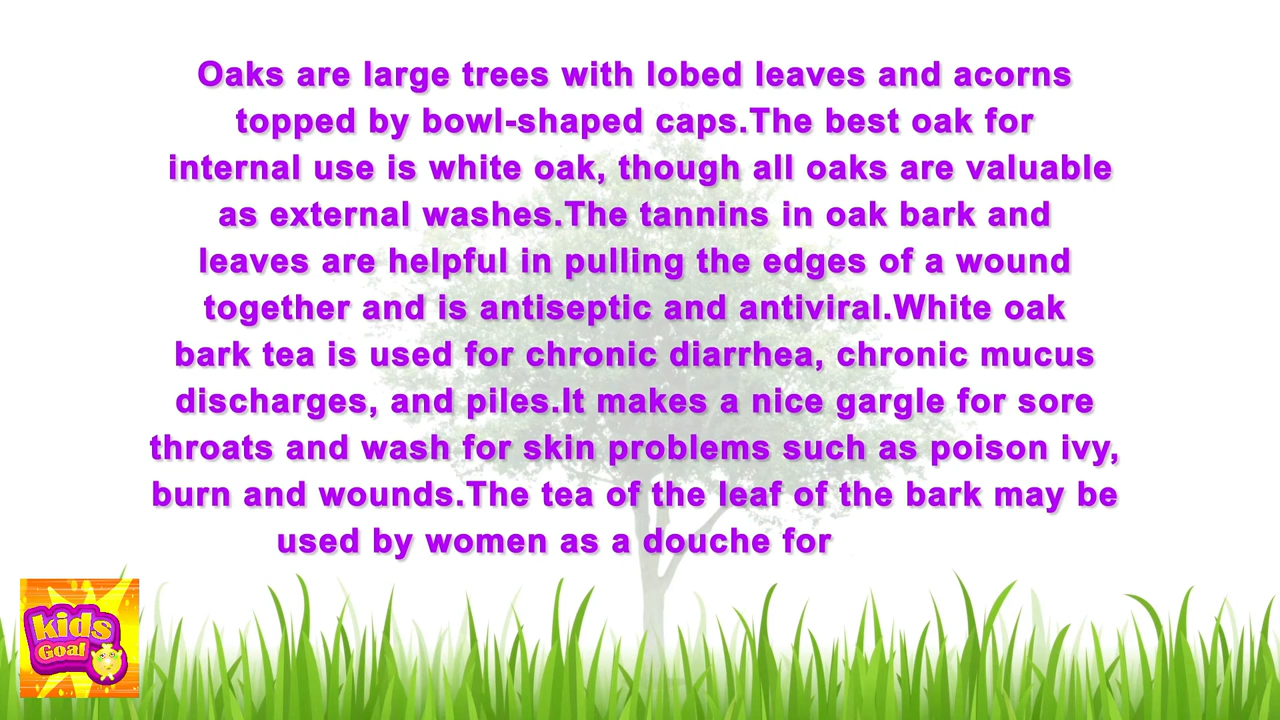 Oaks are large trees with lobed leaves and acorns
topped by bowl-shaped caps.The best oak for
internal use is white oak, though all oaks are valuable
as external washes.The tannins in oak bark and
leaves are helpful in pulling the edges of a wound
together and is antiseptic and antiviral.White oak
bark tea is used for chronic diarrhea, chronic mucus
discharges, and piles.It makes a nice gargle for sore
throats and wash for skin problems such as poison ivy,
burn and wounds.The tea of the leaf of the bark may be
used by women as a douche for
kids
Goal